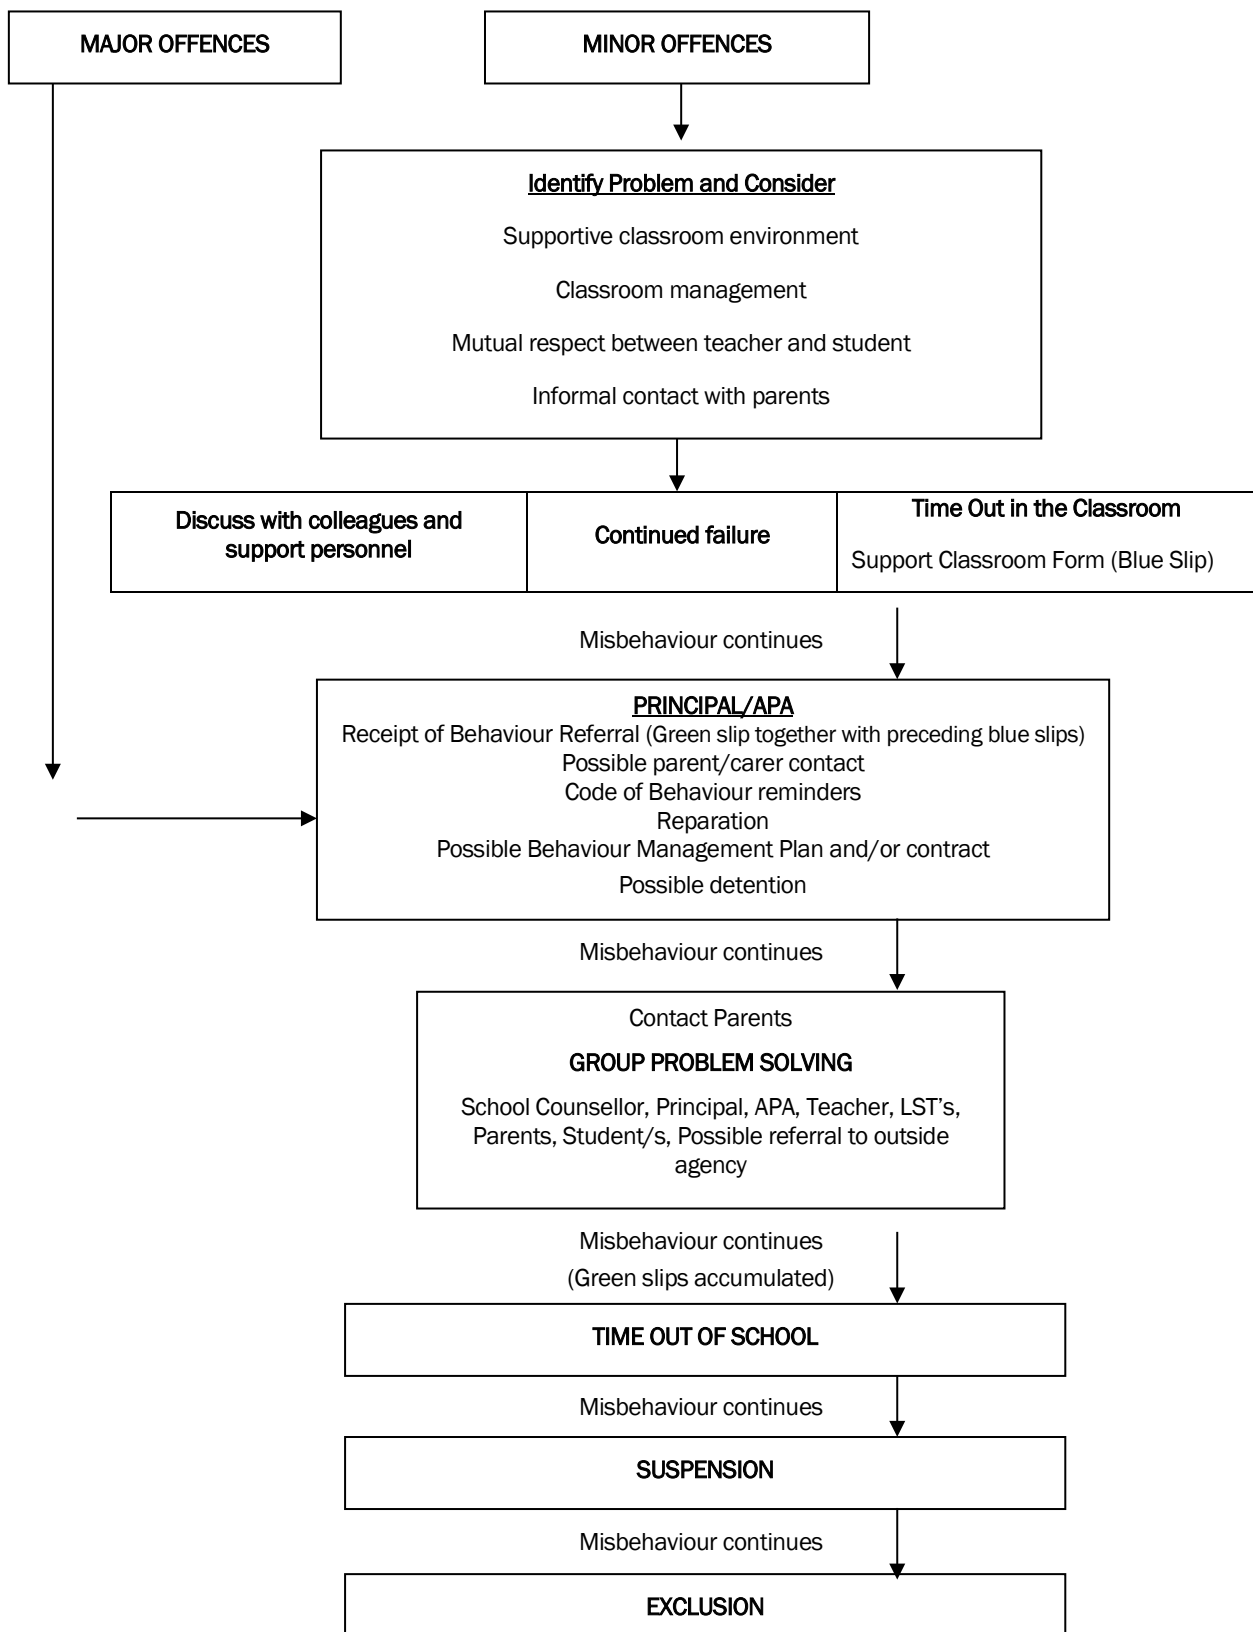 MAJOR OFFENCES
MINOR OFFENCES
Identify Problem and Consider
Supportive classroom environment
Classroom management
Mutual respect between teacher and student
Informal contact with parents
Discuss with colleagues and
support personnel
Continued failure
Time Out in the Classroom
Support Classroom Form (Blue Slip)
Misbehaviour continues
PRINCIPAL/APA
Receipt of Behaviour Referral (Green slip together with preceding blue slips)
Possible parent/carer contact
Code of Behaviour reminders
Reparation
Possible Behaviour Management Plan and/or contract
Possible detention
Misbehaviour continues
Contact Parents
GROUP PROBLEM SOLVING
School Counsellor, Principal, APA, Teacher, LST’s,
Parents, Student/s, Possible referral to outside
agency
Misbehaviour continues
(Green slips accumulated)
TIME OUT OF SCHOOL
Misbehaviour continues
SUSPENSION
Misbehaviour continues
EXCLUSION